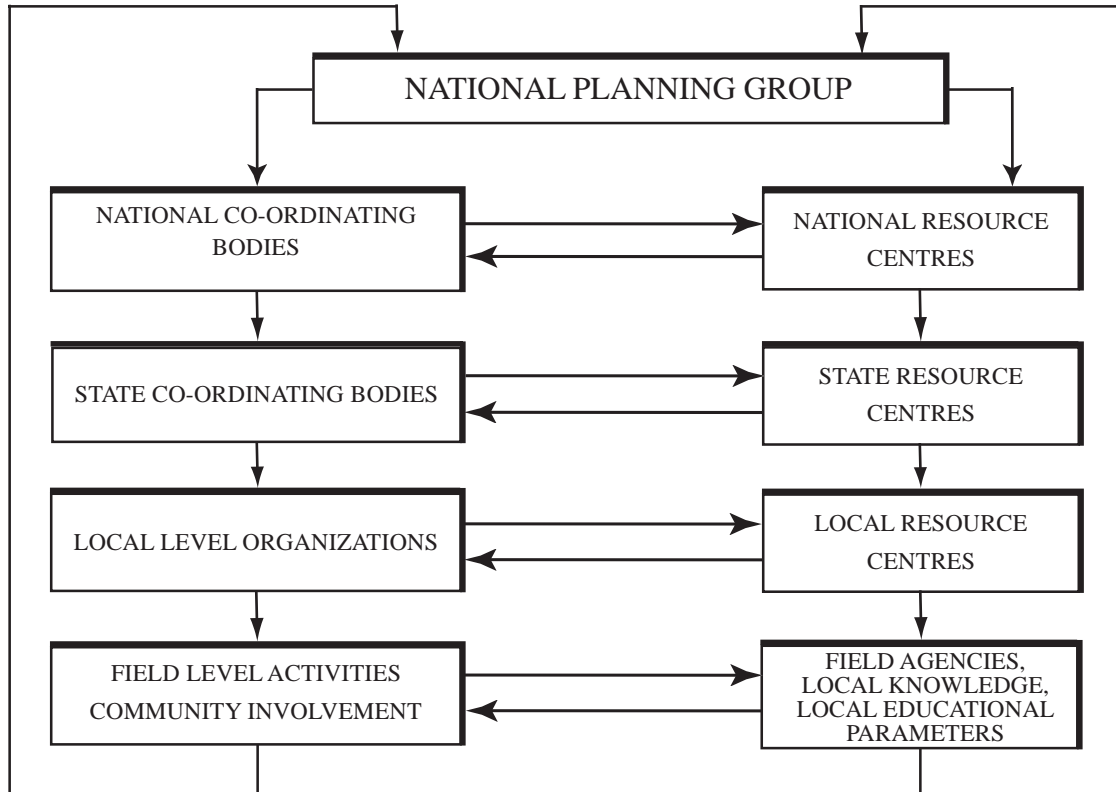 NATIONAL PLANNING GROUP
NATIONAL CO-ORDINATING
BODIES
NATIONAL RESOURCE
CENTRES
STATE CO-ORDINATING BODIES
STATE RESOURCE
CENTRES
LOCAL LEVEL ORGANIZATIONS
LOCAL RESOURCE
CENTRES
FIELD LEVEL ACTIVITIES
COMMUNITY INVOLVEMENT
FIELD AGENCIES,
LOCAL KNOWLEDGE,
LOCAL EDUCATIONAL
PARAMETERS